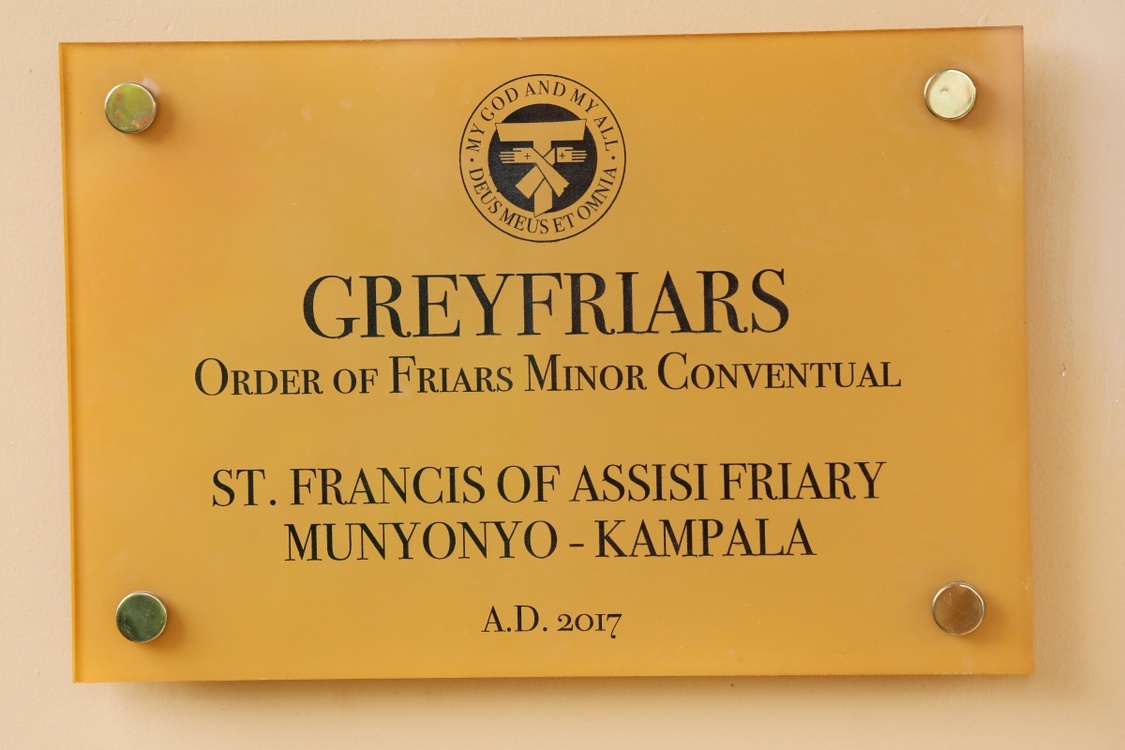 MY GOD AND MY ALL
· DEUS MEUS ET OMNIA ·
GREYFRIARS
ORDER OF FRIARS MINOR CONVENTUAL
ST. FRANCIS OF ASSISI FRIARY
MUNYONYO - KAMPALA
A.D. 2017